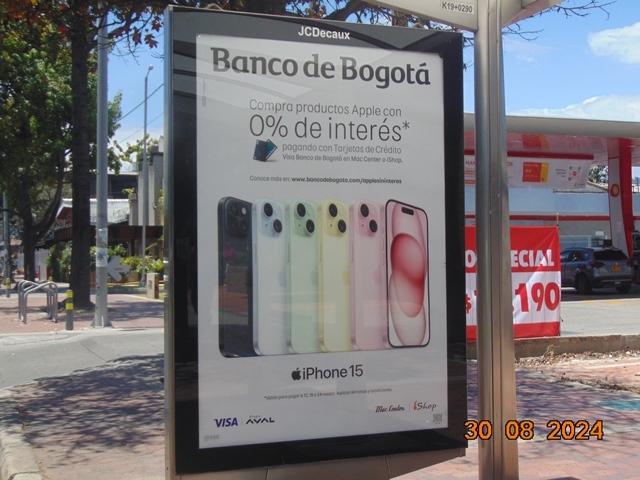 K19+0290
JCDecaux
Banco de Bogotá
Compra productos Apple con
0% de interés*
pagando con Tarjetas de Crédito
Visa Banco de Bogotá en Mac Center o iShop.
Conoce más en: www.bancodebogota.com/applesininteres
iPhone 15
VISA
AVAL
Mac Center
iShop
ECIAL
190
30 08 2024